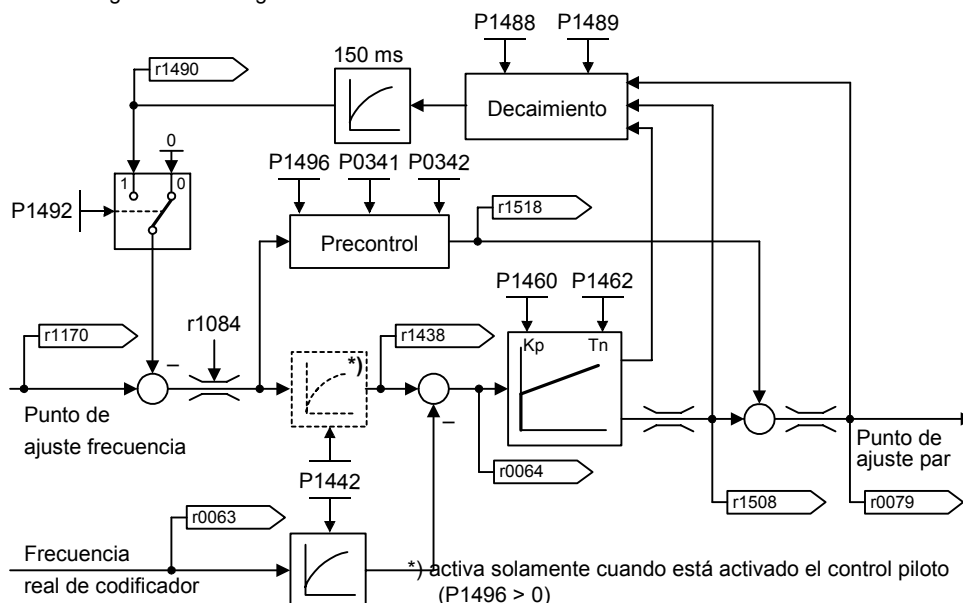 P1488 P1489
150 ms
r1490
Decaimiento
0
P1496 P0341 P0342
1 0
r1518
P1492
Precontrol
P1460 P1462
r1170
r1084
r1438
Kp Tn
*)
–
Punto de
ajuste frecuencia
–
Punto de
ajuste par
r0064
P1442
r1508
r0079
r0063
Frecuencia
real de codificador
*) activa solamente cuando está activado el control piloto
(P1496 > 0)